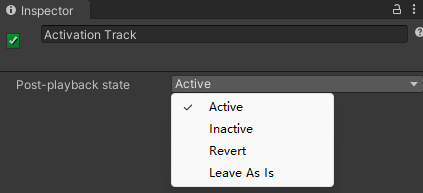 Inspector
Activation Track
Post-playback state
Active
Active
Inactive
Revert
Leave As Is